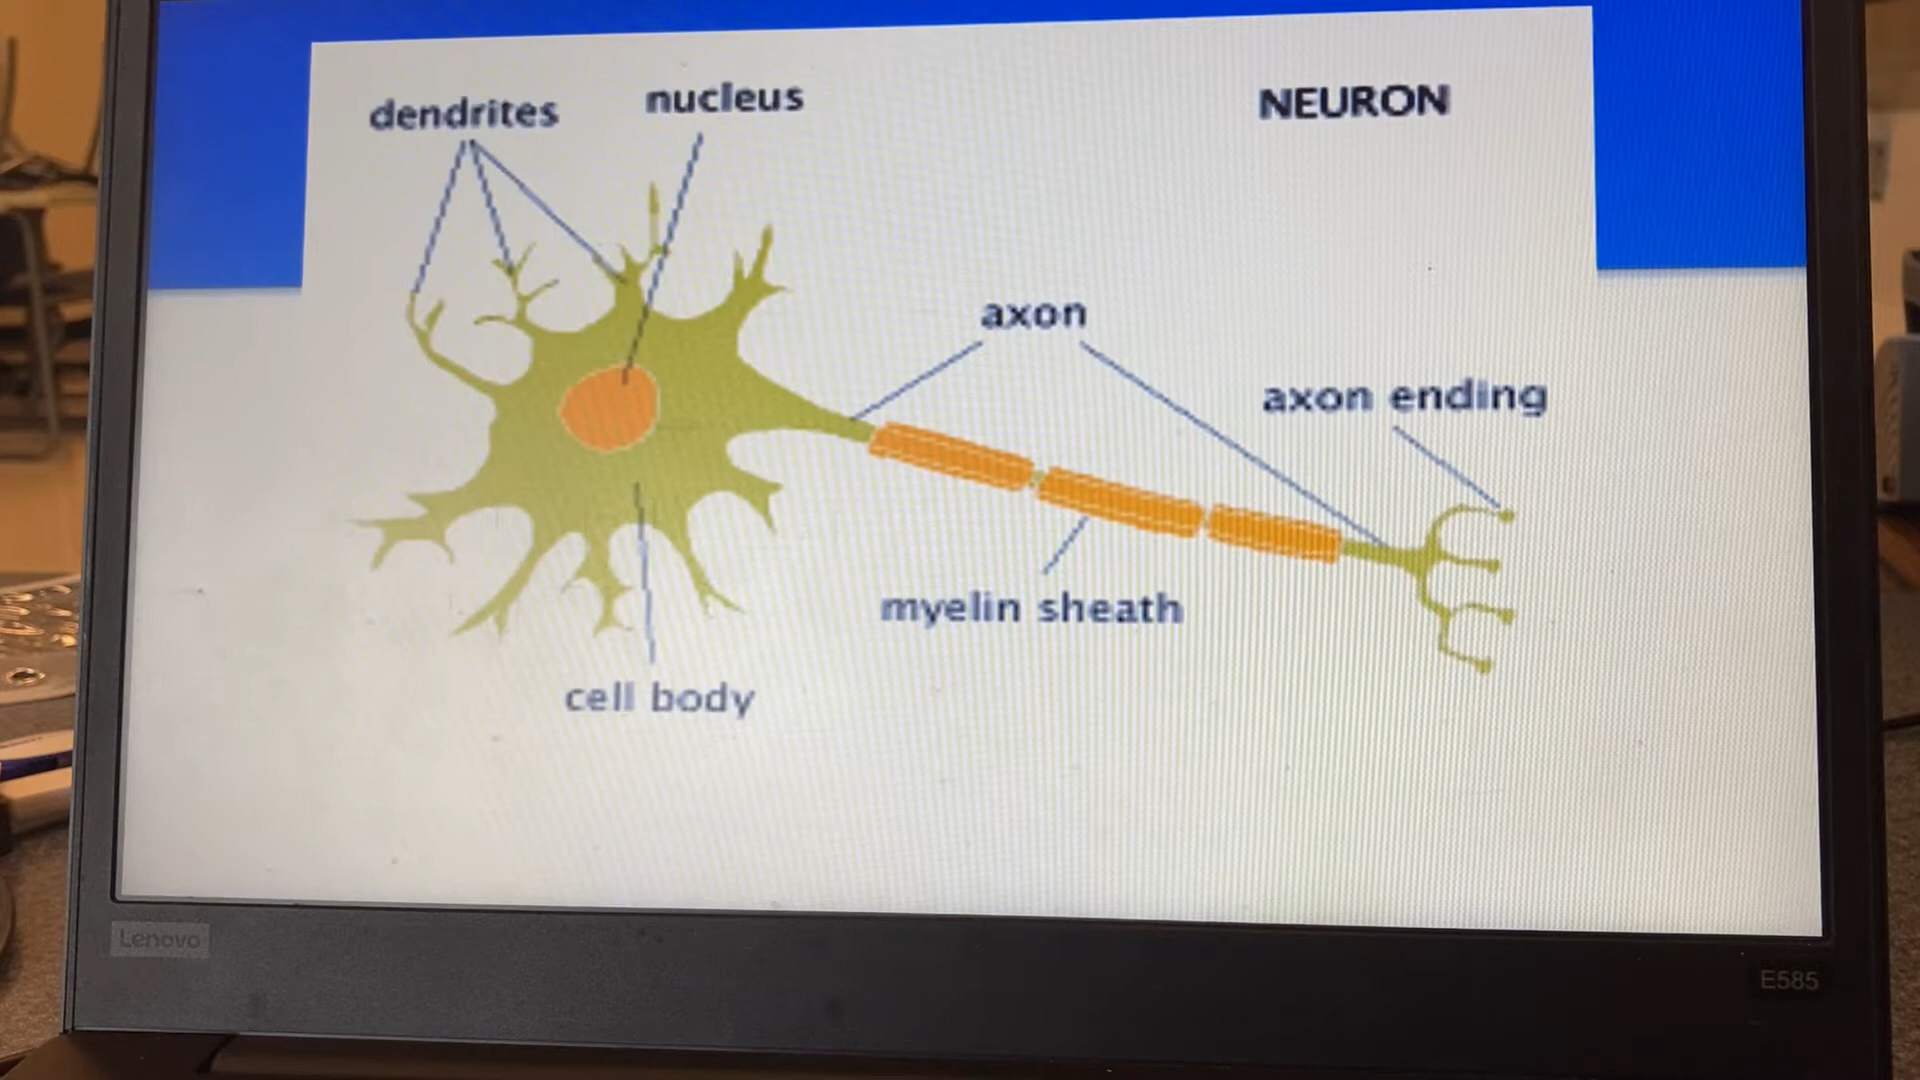 dendrites
nucleus
NEURON
axon
axon ending
myelin sheath
cell body
Lenovo
E585